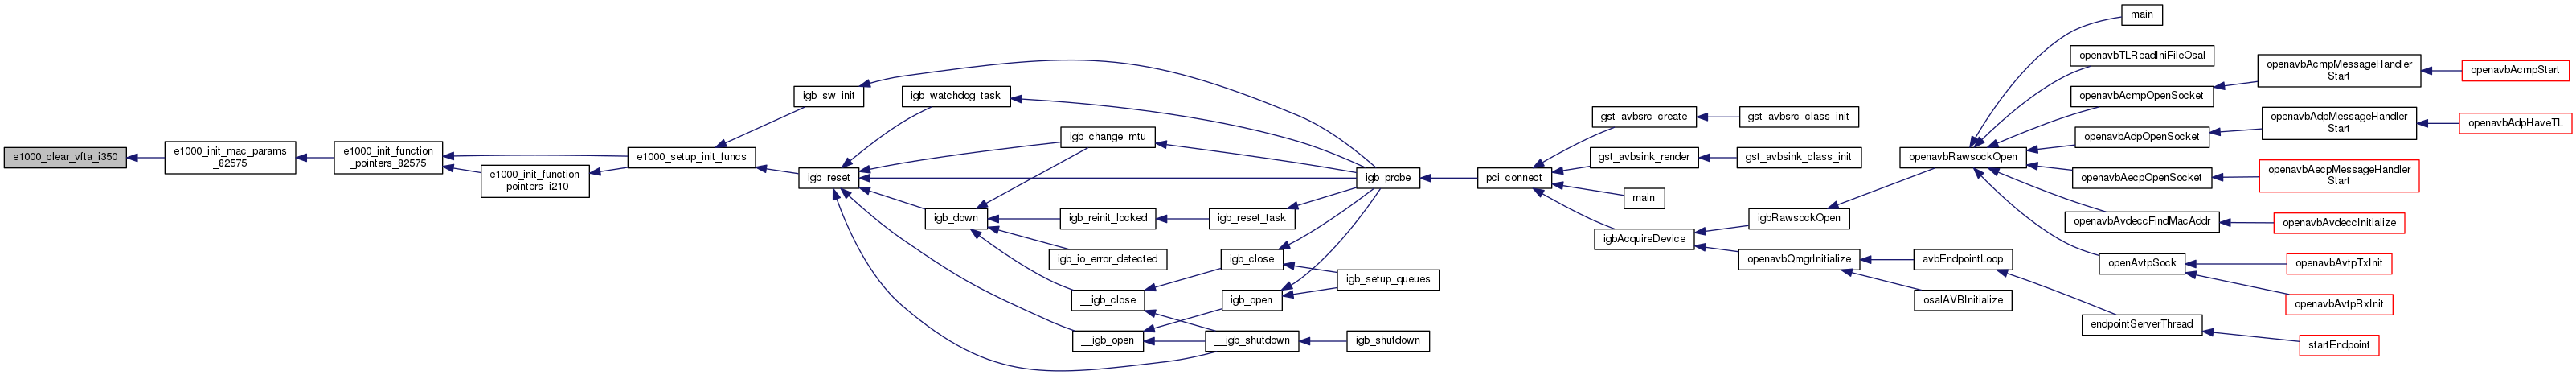 e1000_clear_vfta_i350
e1000_init_mac_params
_82575
e1000_init_function
_pointers_82575
e1000_init_function
_pointers_i210
e1000_setup_init_funcs
igb_sw_init
igb_reset
igb_watchdog_task
igb_change_mtu
igb_down
igb_reinit_locked
igb_io_error_detected
__igb_close
__igb_open
igb_reset_task
igb_close
igb_open
__igb_shutdown
igb_probe
igb_setup_queues
igb_shutdown
pci_connect
gst_avbsrc_create
gst_avbsink_render
main
igbAcquireDevice
gst_avbsrc_class_init
gst_avbsink_class_init
igbRawsockOpen
openavbQmgrInitialize
avbEndpointLoop
osalAVBInitialize
openavbRawsockOpen
main
openavbTLReadIniFileOsal
openavbAcmpOpenSocket
openavbAdpOpenSocket
openavbAecpOpenSocket
openavbAvdeccFindMacAddr
openAvtpSock
endpointServerThread
openavbAcmpMessageHandler
Start
openavbAdpMessageHandler
Start
openavbAecpMessageHandler
Start
openavbAvdeccInitialize
openavbAvtpTxInit
openavbAvtpRxInit
startEndpoint
openavbAcmpStart
openavbAdpHaveTL